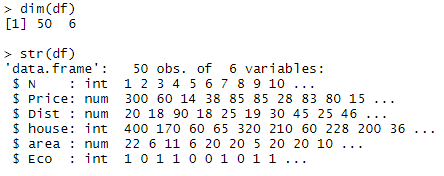 > dim(df)
[1] 50  6
> str(df)
'data.frame':   50 obs. of  6 variables:
 $ N    : int  1 2 3 4 5 6 7 8 9 10 ...
 $ Price: num  300 60 14 38 85 85 28 83 80 15 ...
 $ Dist : num  20 18 90 18 25 19 30 45 25 46 ...
 $ house: int  400 170 60 65 320 210 60 228 200 36 ...
 $ area : num  22 6 11 6 20 20 5 20 20 10 ...
 $ Eco  : int  1 0 1 1 0 0 1 0 1 1 ...